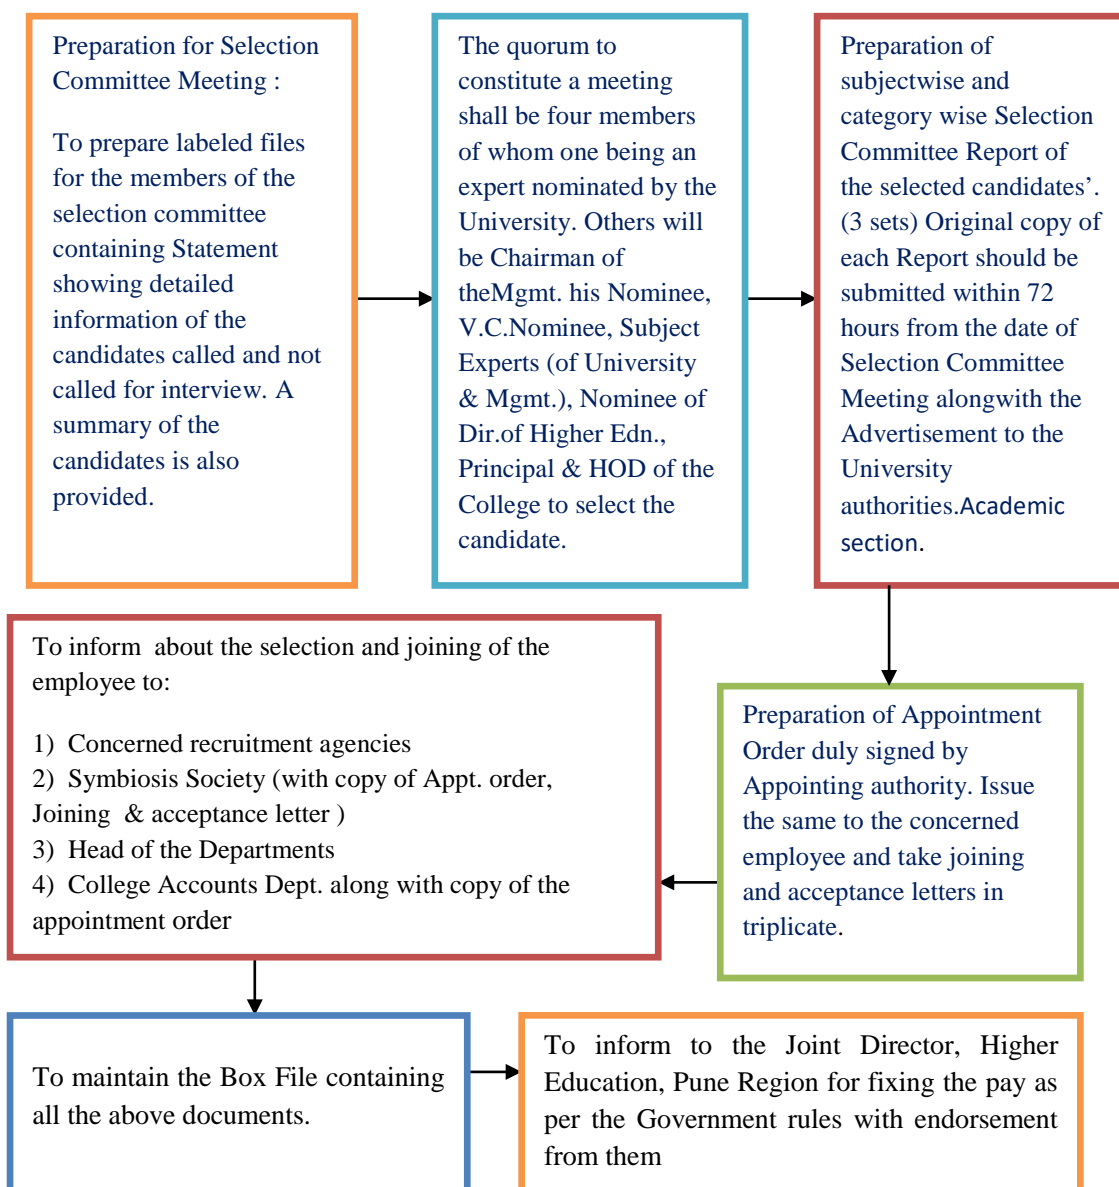 Preparation for Selection
Committee Meeting :
To prepare labeled files
for the members of the
selection committee
containing Statement
showing detailed
information of the
candidates called and not
called for interview. A
summary of the
candidates is also
provided.
The quorum to
constitute a meeting
shall be four members
of whom one being an
expert nominated by the
University. Others will
be Chairman of
theMgmt. his Nominee,
V.C.Nominee, Subject
Experts (of University
& Mgmt.), Nominee of
Dir.of Higher Edn.,
Principal & HOD of the
College to select the
candidate.
Preparation of
subjectwise and
category wise Selection
Committee Report of
the selected candidates’.
(3 sets) Original copy of
each Report should be
submitted within 72
hours from the date of
Selection Committee
Meeting alongwith the
Advertisement to the
University
authorities.Academic
section.
Preparation of Appointment
Order duly signed by
Appointing authority. Issue
the same to the concerned
employee and take joining
and acceptance letters in
triplicate.
To inform about the selection and joining of the
employee to:
1) Concerned recruitment agencies
2) Symbiosis Society (with copy of Appt. order,
Joining & acceptance letter )
3) Head of the Departments
4) College Accounts Dept. along with copy of the
appointment order
To maintain the Box File containing
all the above documents.
To inform to the Joint Director, Higher
Education, Pune Region for fixing the pay as
per the Government rules with endorsement
from them